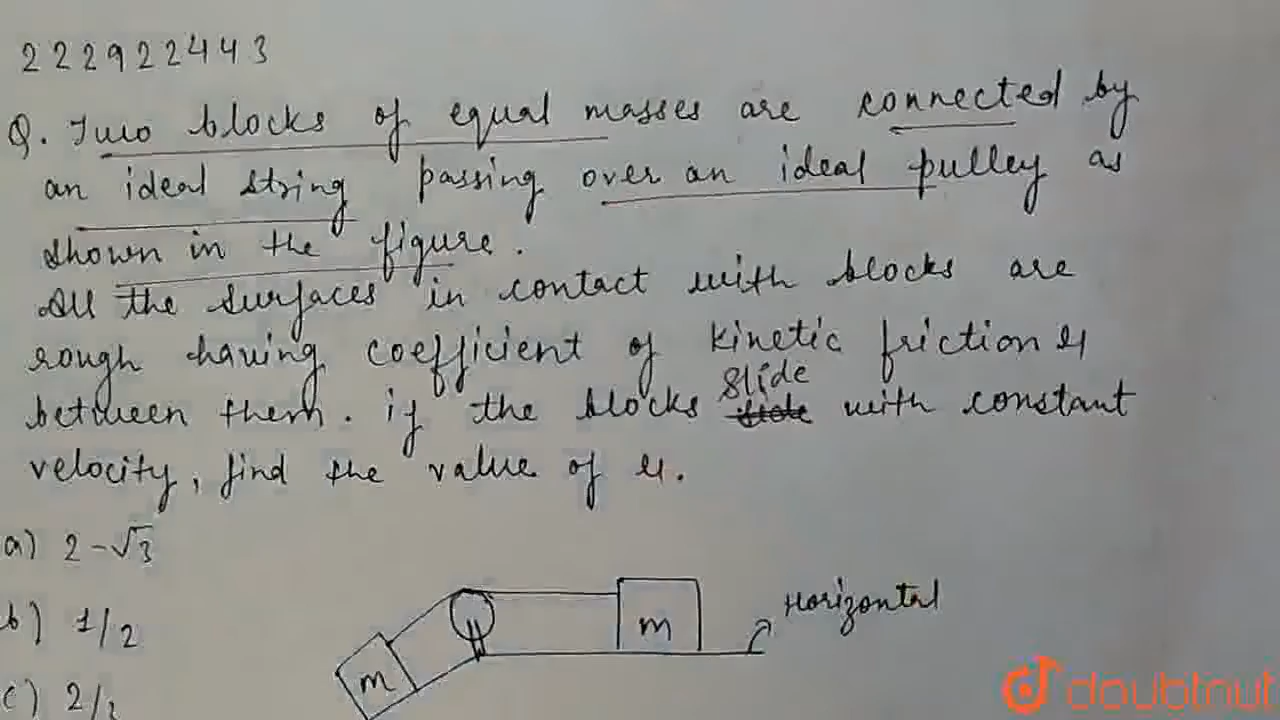 222922443
Q. Two blocks of equal masses are connected by
an ideal string passing over an ideal pulley as
shown in the figure.
All the surfaces in contact with blocks are
rough having coefficient of kinetic friction μ
between them. if the blocks slide with constant
velocity, find the value of μ.
a) 2-√3
b) 1/2
c) 2/
m
m
Horizontal
doubtnut